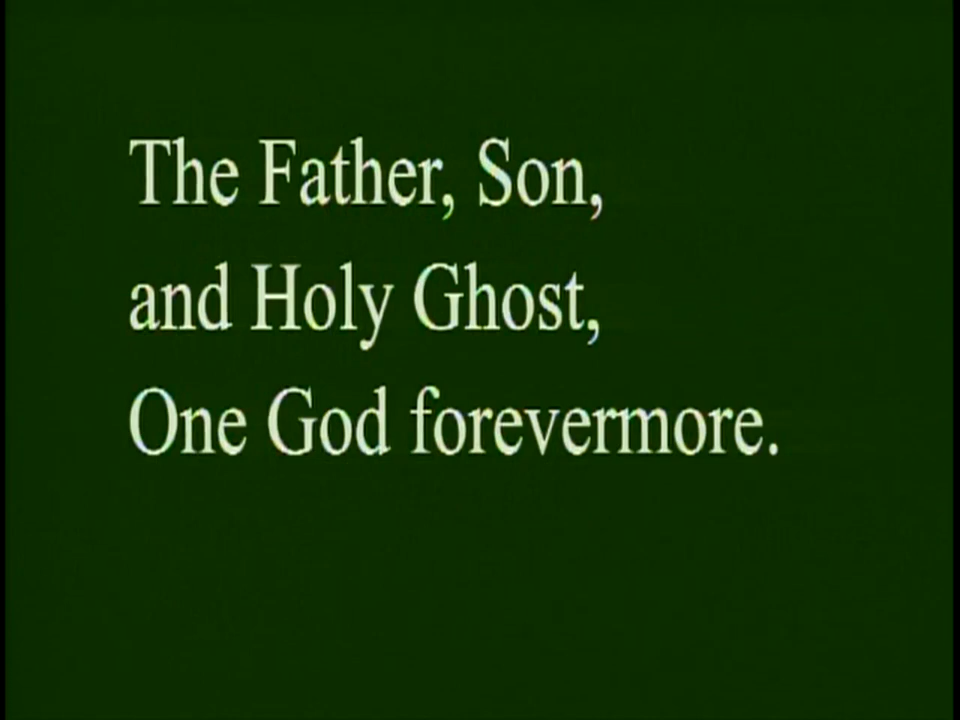 The Father, Son,
and Holy Ghost,
One God forevermore.